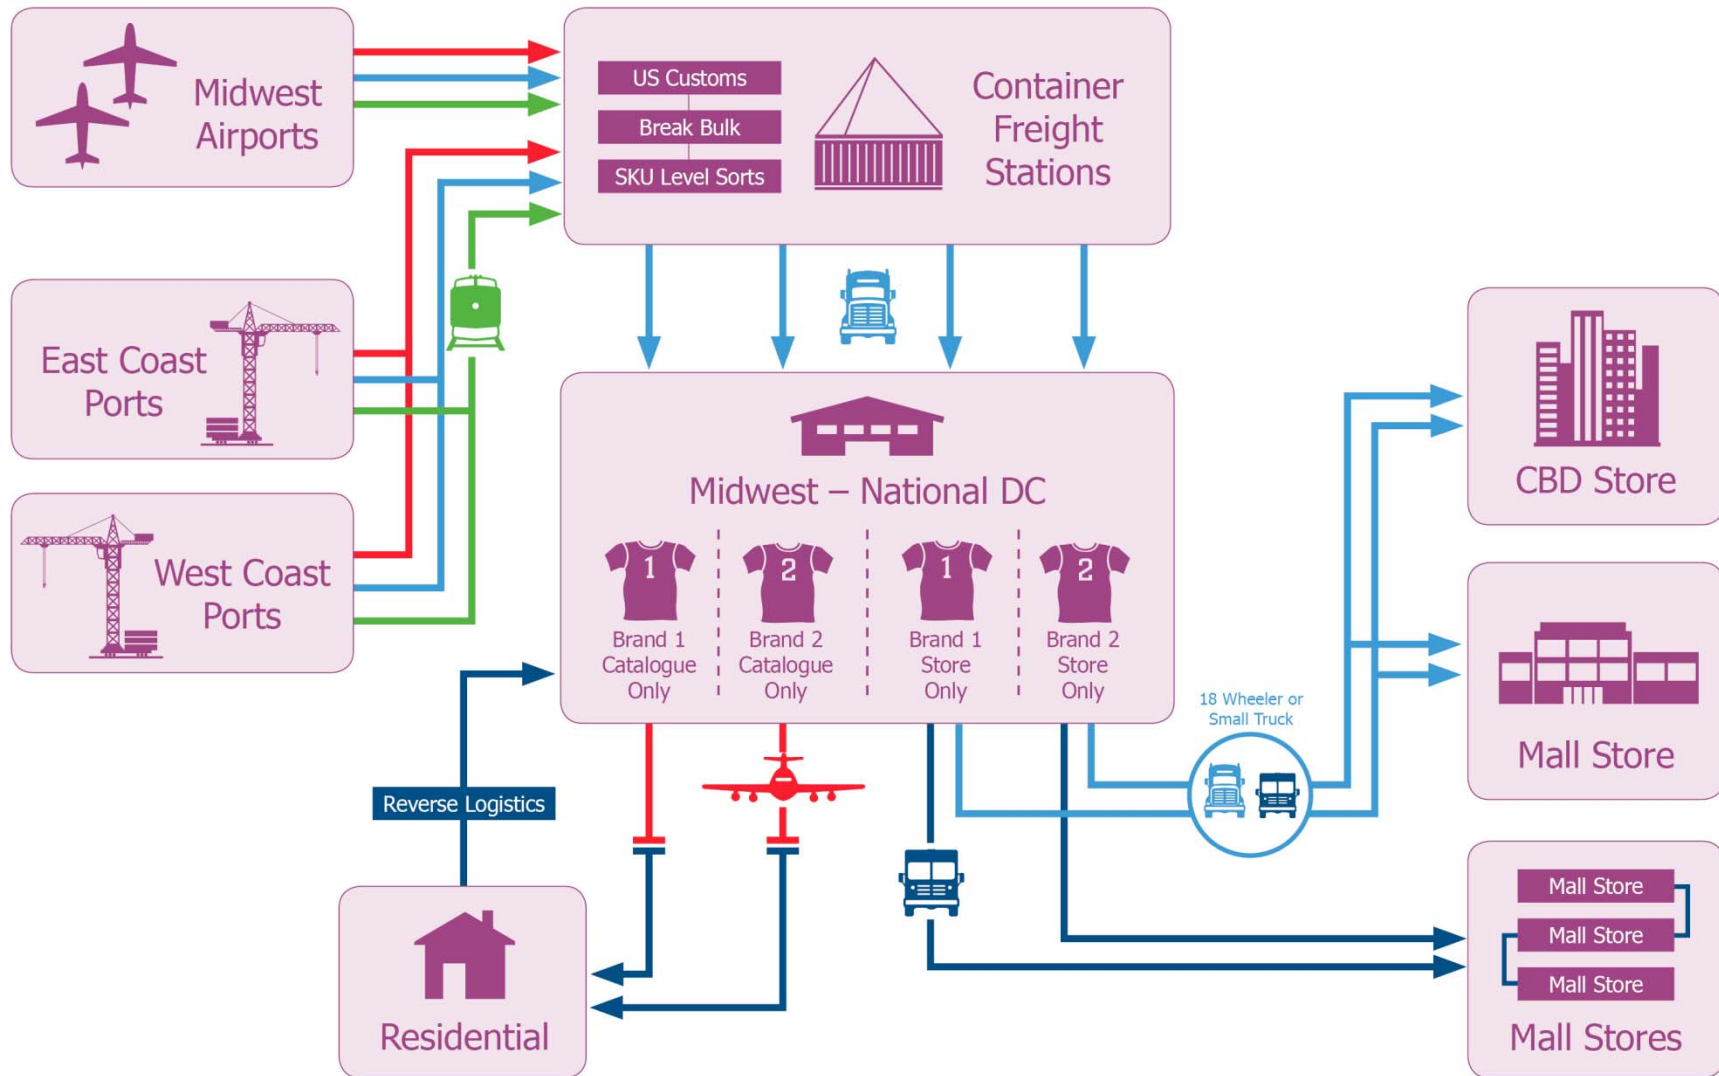 Midwest
Airports
US Customs
Break Bulk
SKU Level Sorts
Container
Freight
Stations
East Coast
Ports
West Coast
Ports
Midwest – National DC
1
2
1
2
Brand 1
Catalogue
Only
Brand 2
Catalogue
Only
Brand 1
Store
Only
Brand 2
Store
Only
18 Wheeler or
Small Truck
CBD Store
Mall Store
Mall Store
Mall Store
Mall Store
Mall Stores
Reverse Logistics
Residential